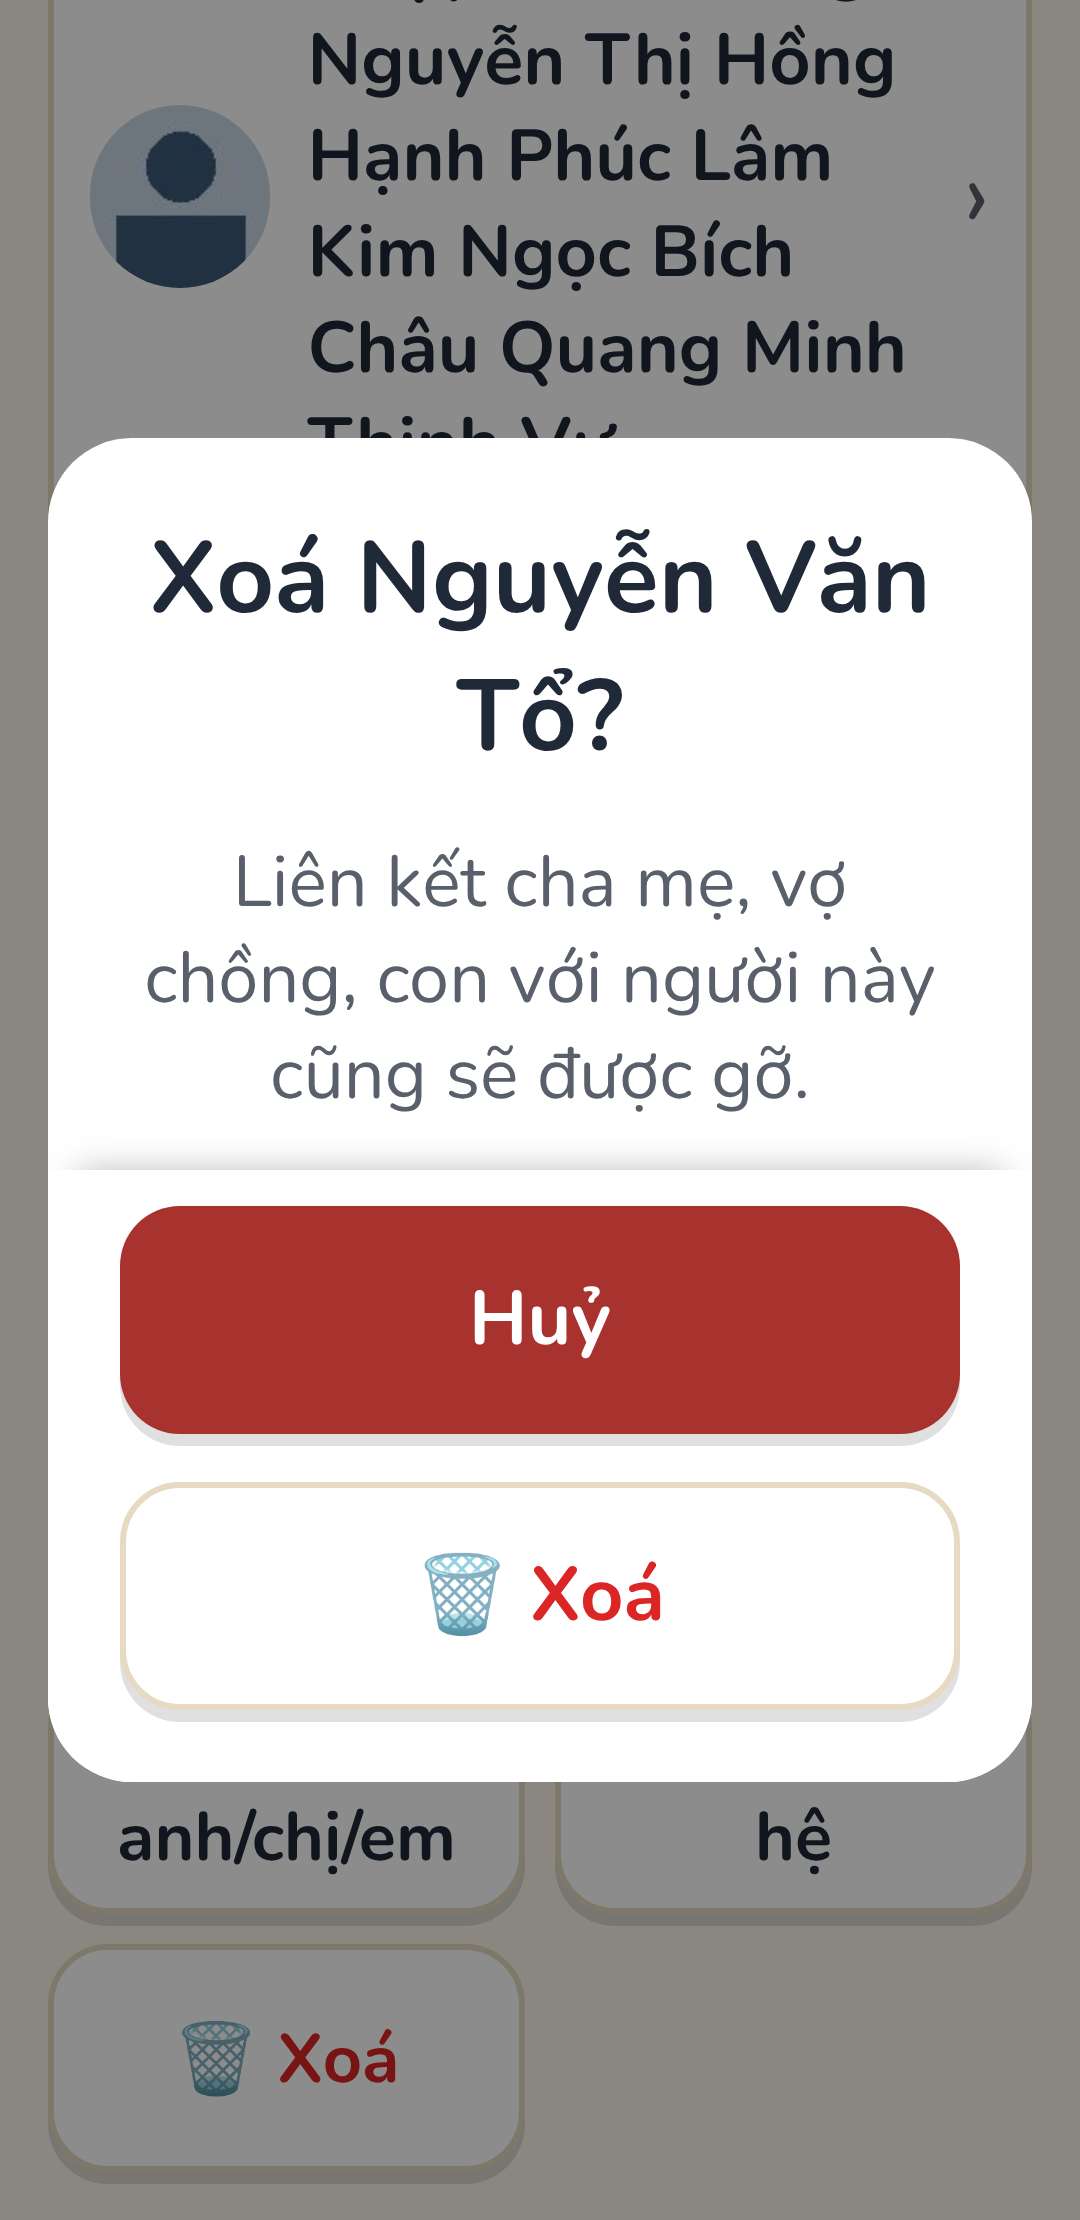 Nguyễn Thị Hồng
Hạnh Phúc Lâm
Kim Ngọc Bích
Châu Quang Minh
Xoá Nguyễn Văn
Tổ?
Liên kết cha mẹ, vợ
chồng, con với người này
cũng sẽ được gỡ.
Huỷ
Xoá
anh/chị/em
hệ
Xoá